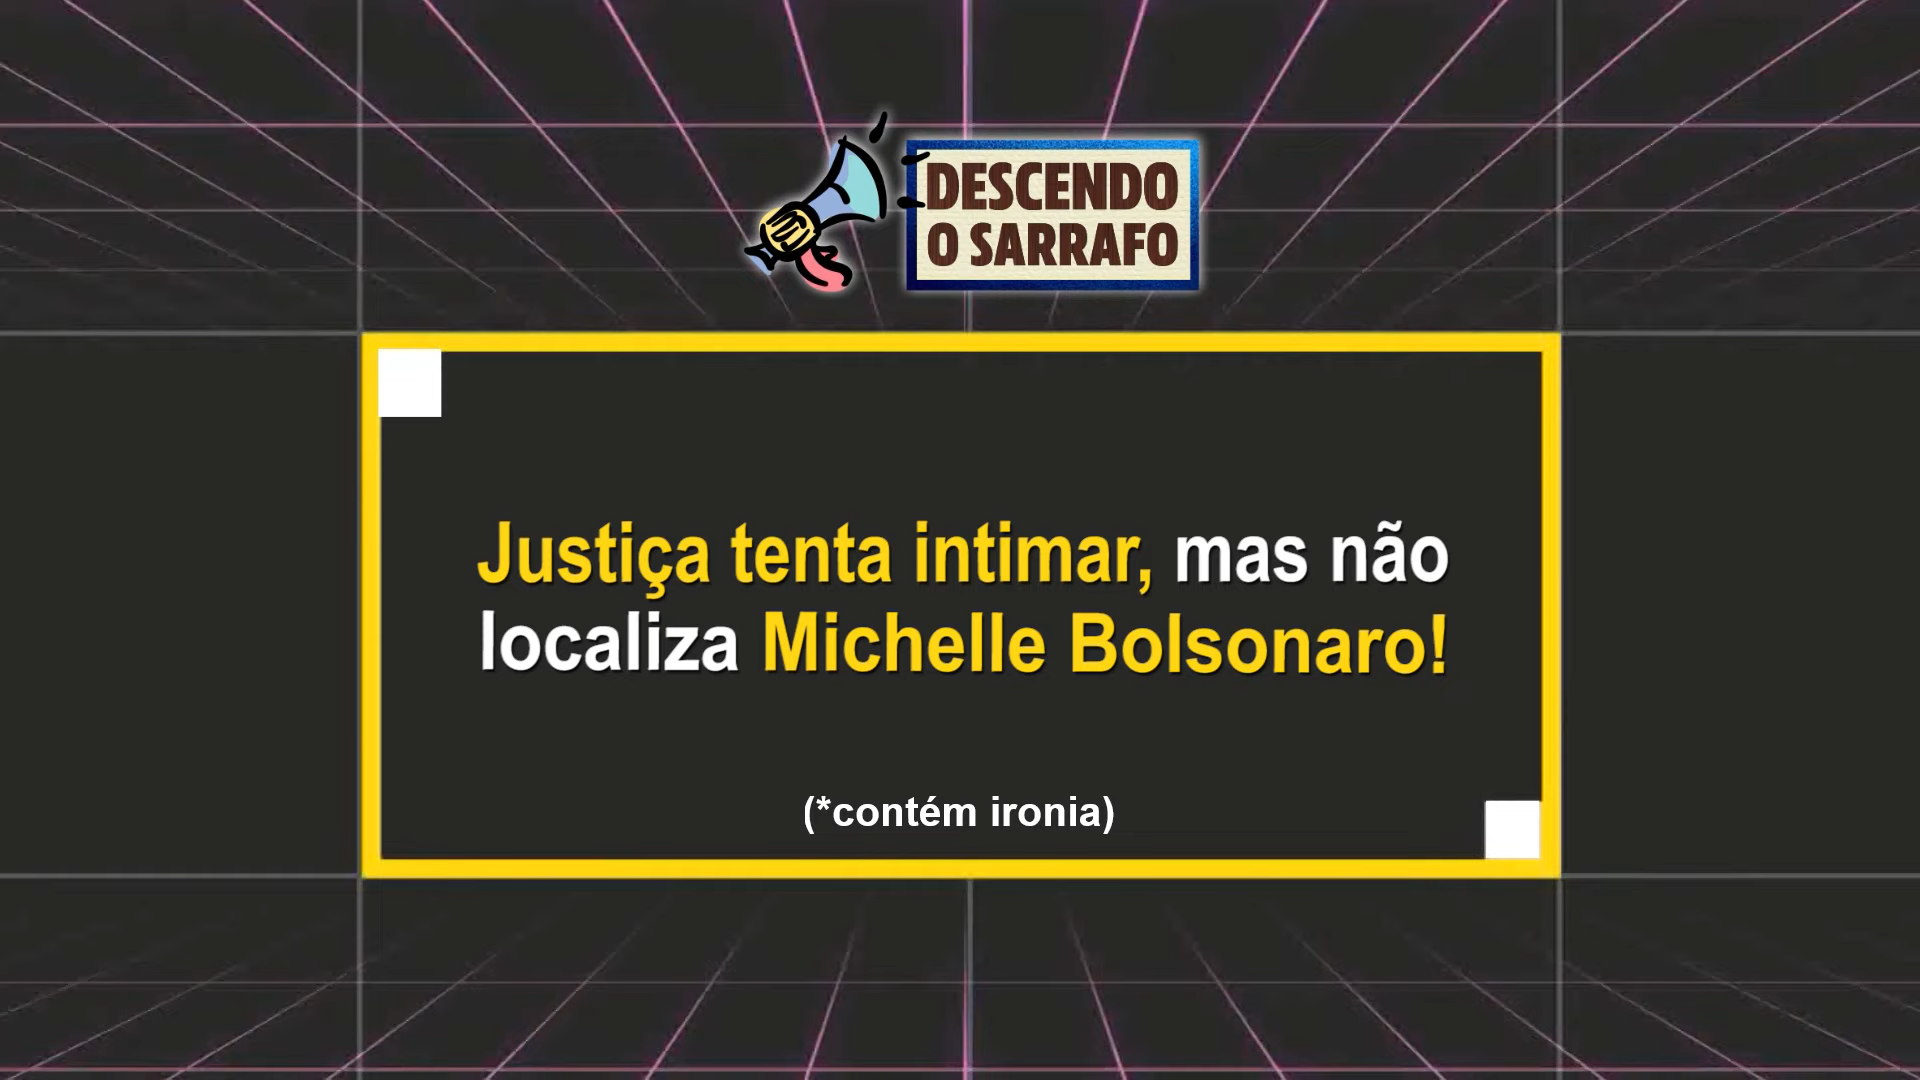 DESCENDO
O SARRAFO
Justiça tenta intimar, mas não
localiza Michelle Bolsonaro!
(*contém ironia)